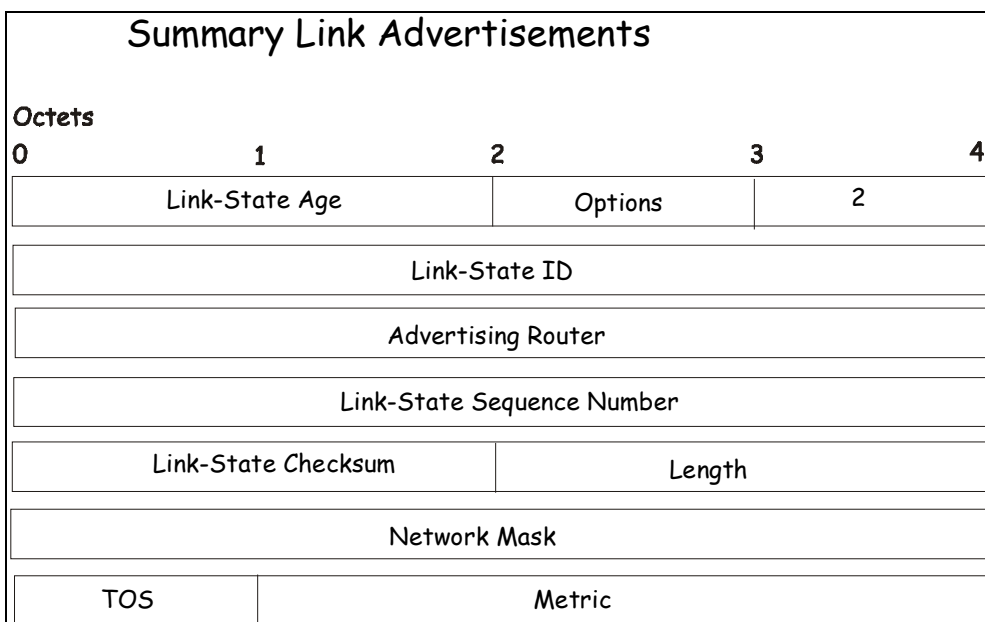 Summary Link Advertisements
Octets
0 1 2 3 4
Link-State Age Options 2
Link-State ID
Advertising Router
Link-State Sequence Number
Link-State Checksum Length
Network Mask
TOS Metric